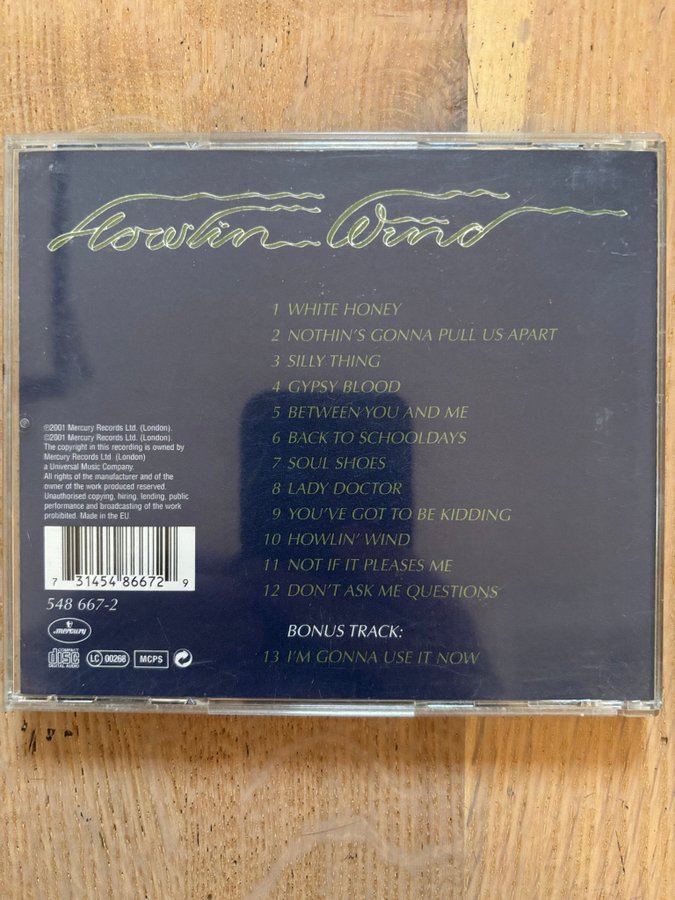 Howlin Wind
1 WHITE HONEY
2 NOTHIN'S GONNA PULL US APART
3 SILLY THING
4 GYPSY BLOOD
5 BETWEEN YOU AND ME
6 BACK TO SCHOOLDAYS
7 SOUL SHOES
8 LADY DOCTOR
9 YOU'VE GOT TO BE KIDDING
10 HOWLIN' WIND
11 NOT IF IT PLEASES ME
12 DON'T ASK ME QUESTIONS
BONUS TRACK:
13 I'M GONNA USE IT NOW
℗2001 Mercury Records Ltd. (London).
©2001 Mercury Records Ltd. (London).
The copyright in this recording is owned by
Mercury Records Ltd. (London)
a Universal Music Company.
All rights of the manufacturer and of the
owner of the work produced reserved.
Unauthorised copying, hiring, lending, public
performance and broadcasting of the work
prohibited. Made in the EU.
7 31454 86672 9
548 667-2
mercury
COMPACT
disc
DIGITAL AUDIO
LC 00268
MCPS